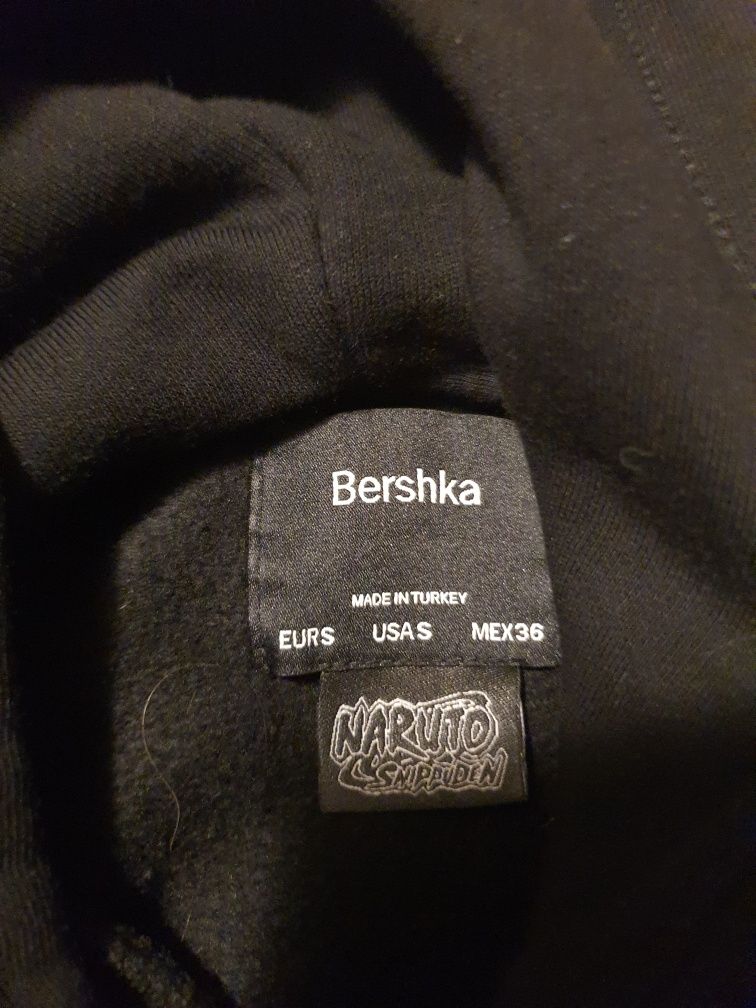 Bershka
MADE IN TURKEY
EUR S USA S MEX 36
NARUTO
SHIPPUDEN